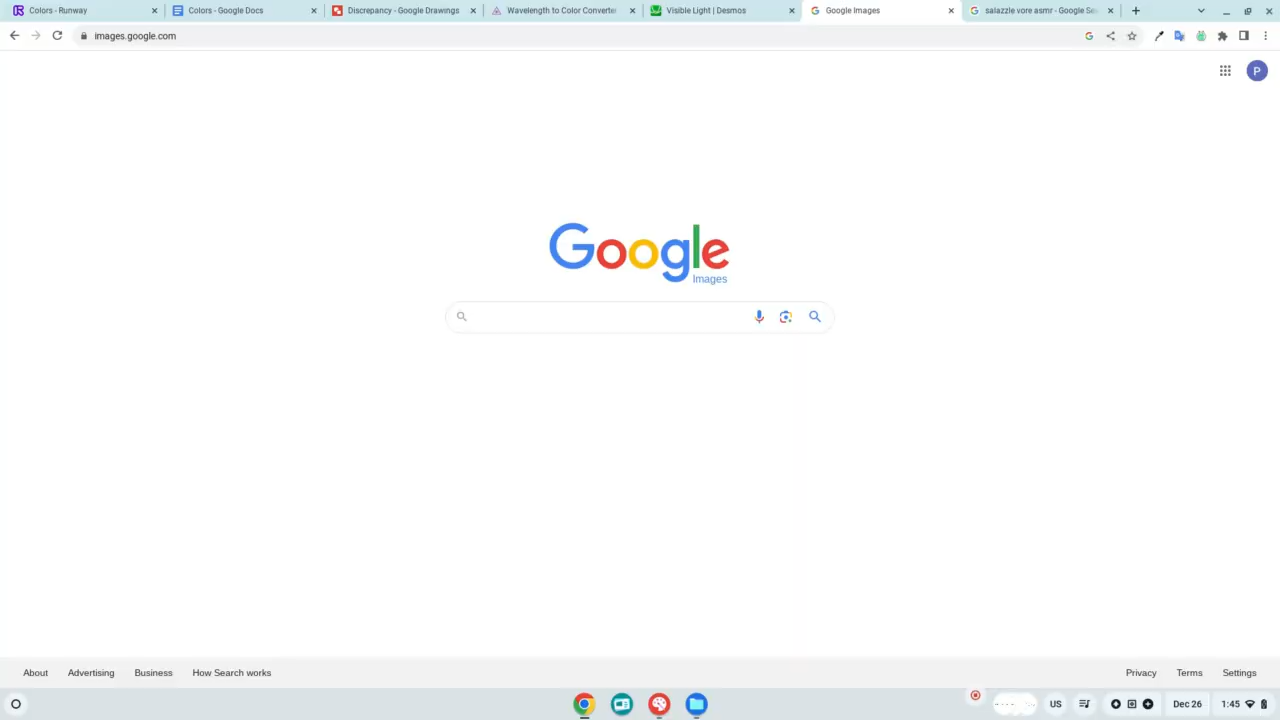 Colors - Runway
Colors - Google Docs
Discrepancy - Google Drawings
Wavelength to Color Converter
Visible Light | Desmos
Google Images
salazzle vore asmr - Google Se
images.google.com
P
Google
Images
About Advertising Business How Search works
Privacy Terms Settings
US
Dec 26
1:45